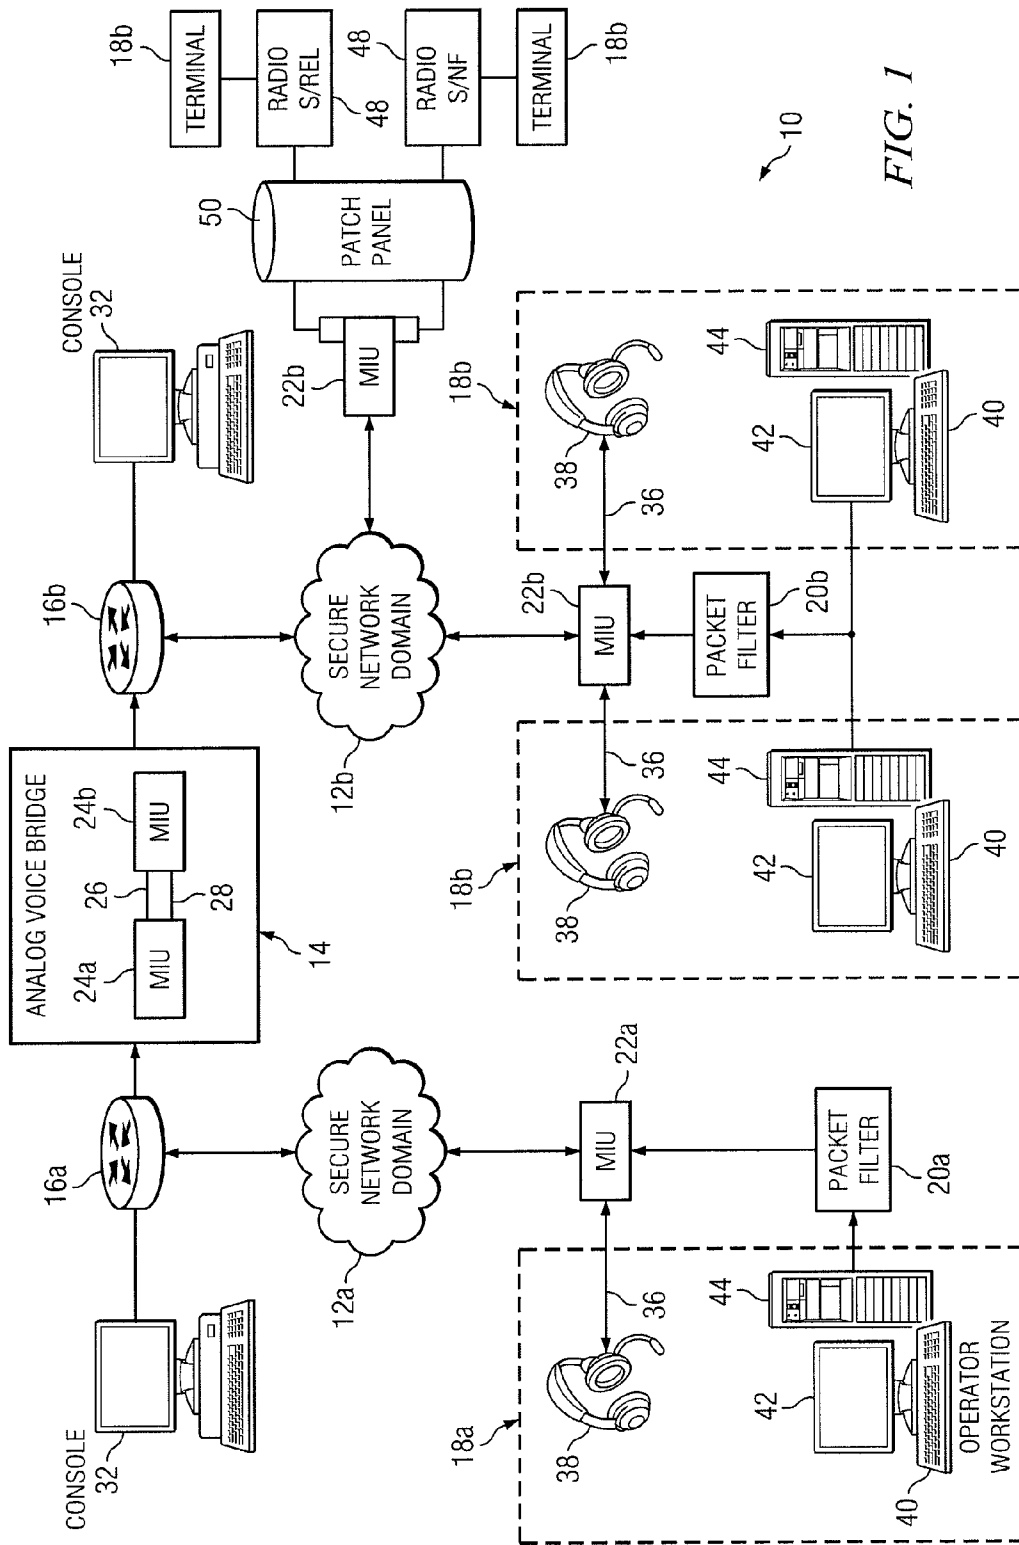 CONSOLE
32
16a
ANALOG VOICE BRIDGE
24a
MIU
26
28
24b
MIU
14
16b
CONSOLE
32
SECURE
NETWORK
DOMAIN
12a
SECURE
NETWORK
DOMAIN
12b
22b
MIU
50
PATCH
PANEL
18b
TERMINAL
RADIO
S/REL
48
48
RADIO
S/NF
TERMINAL
18b
18a
38
36
MIU
22a
42
44
40
OPERATOR
WORKSTATION
PACKET
FILTER
20a
18b
38
36
22b
MIU
36
38
18b
42
44
40
PACKET
FILTER
20b
42
44
40
10
FIG. 1